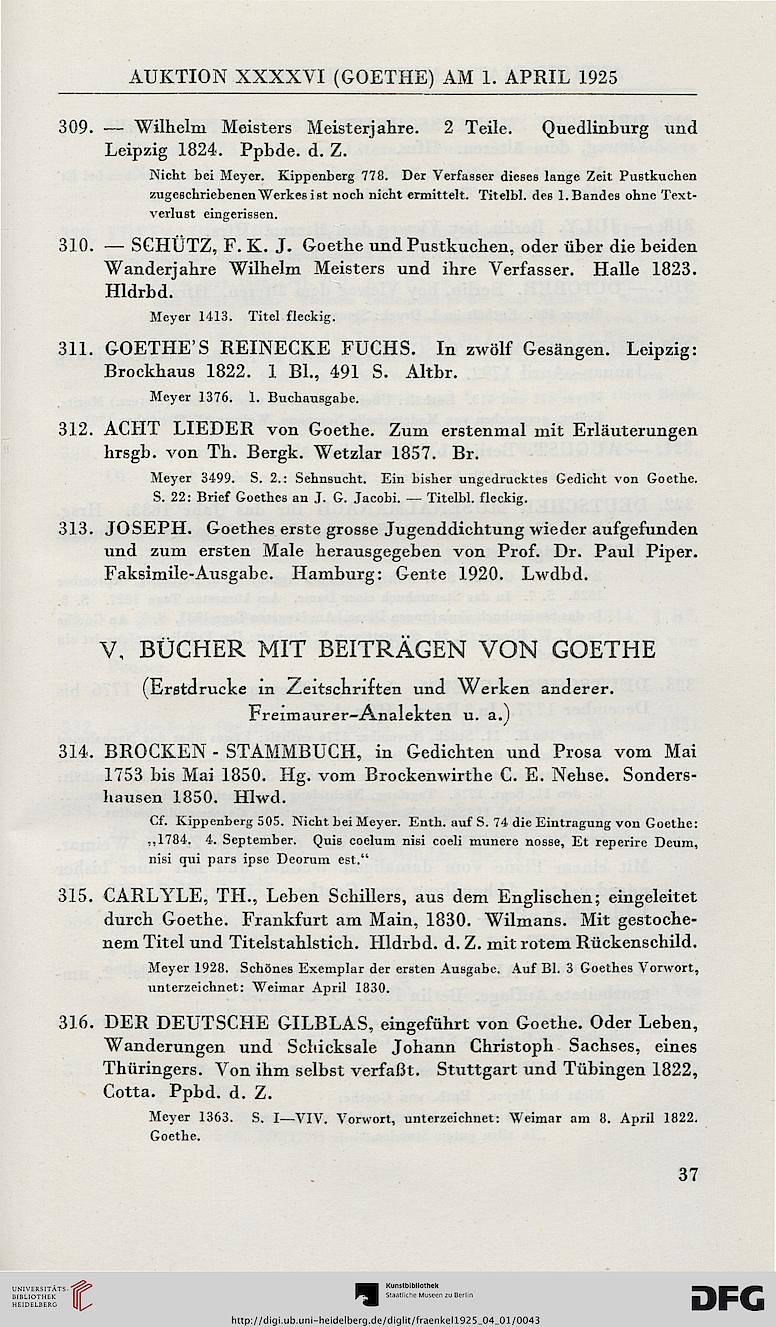 AUKTION XXXXVI (GOETHE) AM 1. APRIL 1925
309. — Wilhelm Meisters Meisterjahre. 2 Teile. Quedlinburg und
Leipzig 1824. Ppbde. d. Z.
Nicht bei Meyer. Kippenberg 778. Der Verfasser dieses lange Zeit Pustkuchen
zugeschriebenen Werkes ist noch nicht ermittelt. Titelbl. des 1. Bandes ohne Text-
verlust eingerissen.
310. — SCHÜTZ, F. K. J. Goethe und Pustkuchen, oder über die beiden
Wanderjahre Wilhelm Meisters und ihre Verfasser. Halle 1823.
Hldrbd.
Meyer 1413. Titel fleckig.
311. GOETHE'S REINECKE FUCHS. In zwölf Gesängen. Leipzig:
Brockhaus 1822. 1 Bl., 491 S. Altbr.
Meyer 1376. 1. Buchausgabe.
312. ACHT LIEDER von Goethe. Zum erstenmal mit Erläuterungen
hrsgb. von Th. Bergk. Wetzlar 1857. Br.
Meyer 3499. S. 2.: Sehnsucht. Ein bisher ungedrucktes Gedicht von Goethe.
S. 22: Brief Goethes an J. G. Jacobi. — Titelbl. fleckig.
313. JOSEPH. Goethes erste grosse Jugenddichtung wieder aufgefunden
und zum ersten Male herausgegeben von Prof. Dr. Paul Piper.
Faksimile-Ausgabe. Hamburg: Gente 1920. Lwdbd.
V. BÜCHER MIT BEITRÄGEN VON GOETHE
(Erstdrucke in Zeitschriften und Werken anderer.
Freimaurer-Analekten u. a.)
314. BROCKEN - STAMMBUCH, in Gedichten und Prosa vom Mai
1753 bis Mai 1850. Hg. vom Brockenwirthe C. E. Nehse. Sonders-
hausen 1850. Hlwd.
Cf. Kippenberg 505. Nicht bei Meyer. Enth. auf S. 74 die Eintragung von Goethe:
„1784. 4. September. Quis coelum nisi coeli munere nosse, Et reperire Deum,
nisi qui pars ipse Deorum est.“
315. CARLYLE, TH., Leben Schillers, aus dem Englischen; eingeleitet
durch Goethe. Frankfurt am Main, 1830. Wilmans. Mit gestoche-
nem Titel und Titelstahlstich. Hldrbd. d. Z. mit rotem Rückenschild.
Meyer 1928. Schönes Exemplar der ersten Ausgabe. Auf Bl. 3 Goethes Vorwort,
unterzeichnet: Weimar April 1830.
316. DER DEUTSCHE GILBLAS, eingeführt von Goethe. Oder Leben,
Wanderungen und Schicksale Johann Christoph Sachses, eines
Thüringers. Von ihm selbst verfaßt. Stuttgart und Tübingen 1822,
Cotta. Ppbd. d. Z.
Meyer 1363. S. I—VIV. Vorwort, unterzeichnet: Weimar am 8. April 1822.
Goethe.
37
UNIVERSITÄTS-
BIBLIOTHEK
HEIDELBERG
Kunstbibliothek
Staatliche Museen zu Berlin
DFG
http://digi.ub.uni-heidelberg.de/diglit/fraenkel1925_04_01/0043